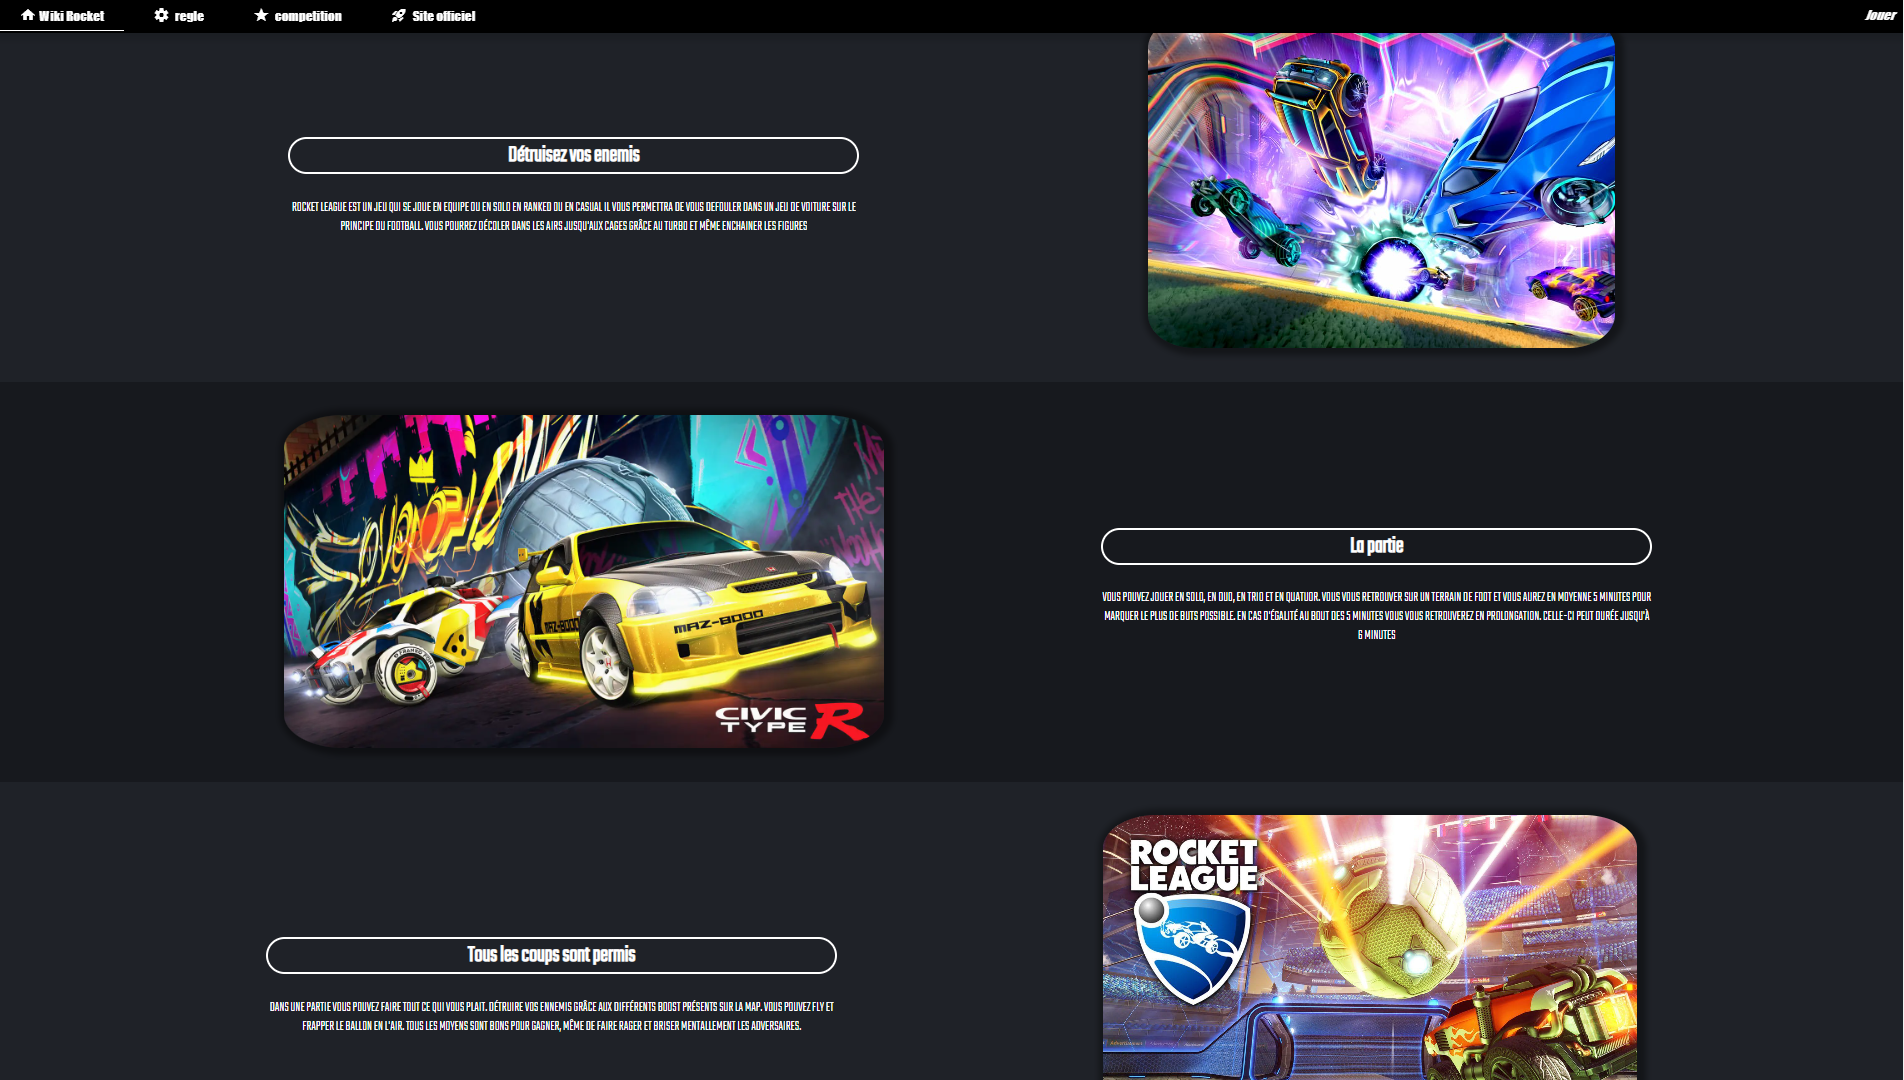 Wiki Rocket
regle
competition
Site officiel
Jouer
Détruisez vos enemis
ROCKET LEAGUE EST UN JEU QUI SE JOUE EN EQUIPE OU EN SOLO EN RANKED OU EN CASUAL IL VOUS PERMETTRA DE VOUS DEFOULER DANS UN JEU DE VOITURE SUR LE
PRINCIPE DU FOOTBALL. VOUS POURREZ DÉCOLER DANS LES AIRS JUSQU'AUX CAGES GRÂCE AU TURBO ET MÊME ENCHAINER LES FIGURES
THE
MAZ-8000
MAZ-8000
CIVIC
TYPE R
La partie
VOUS POUVEZ JOUER EN SOLO, EN DUO, EN TRIO ET EN QUATUOR. VOUS VOUS RETROUVER SUR UN TERRAIN DE FOOT ET VOUS AUREZ EN MOYENNE 5 MINUTES POUR
MARQUER LE PLUS DE BUTS POSSIBLE. EN CAS D'ÉGALITÉ AU BOUT DES 5 MINUTES VOUS VOUS RETROUVEREZ EN PROLONGATION. CELLE-CI PEUT DURÉE JUSQU'À
6 MINUTES
Tous les coups sont permis
DANS UNE PARTIE VOUS POUVEZ FAIRE TOUT CE QUI VOUS PLAIT. DÉTRUIRE VOS ENNEMIS GRÂCE AUX DIFFÉRENTS BOOST PRÉSENTS SUR LA MAP. VOUS POUVEZ FLY ET
FRAPPER LE BALLON EN L'AIR. TOUS LES MOYENS SONT BONS POUR GAGNER, MÊME DE FAIRE RAGER ET BRISER MENTALLEMENT LES ADVERSAIRES.
ROCKET
LEAGUE